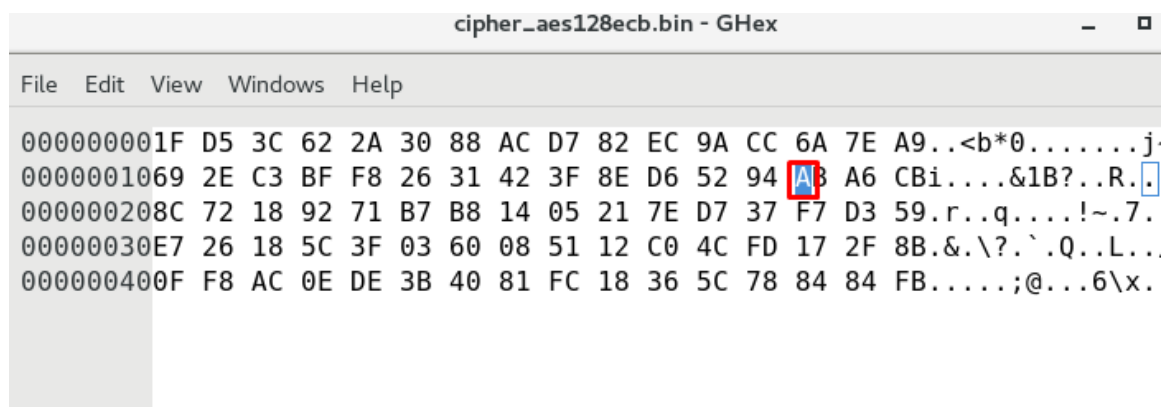 cipher_aes128ecb.bin - GHex
File Edit View Windows Help
000000001F D5 3C 62 2A 30 88 AC D7 82 EC 9A CC 6A 7E A9..<b*0.......j~
0000001069 2E C3 BF F8 26 31 42 3F 8E D6 52 94 AB A6 CBi....&1B?..R..
000000208C 72 18 92 71 B7 B8 14 05 21 7E D7 37 F7 D3 59.r..q....!~.7.
00000030E7 26 18 5C 3F 03 60 08 51 12 C0 4C FD 17 2F 8B.&.\?.`.Q..L../
000000400F F8 AC 0E DE 3B 40 81 FC 18 36 5C 78 84 84 FB.....;@...6\x.